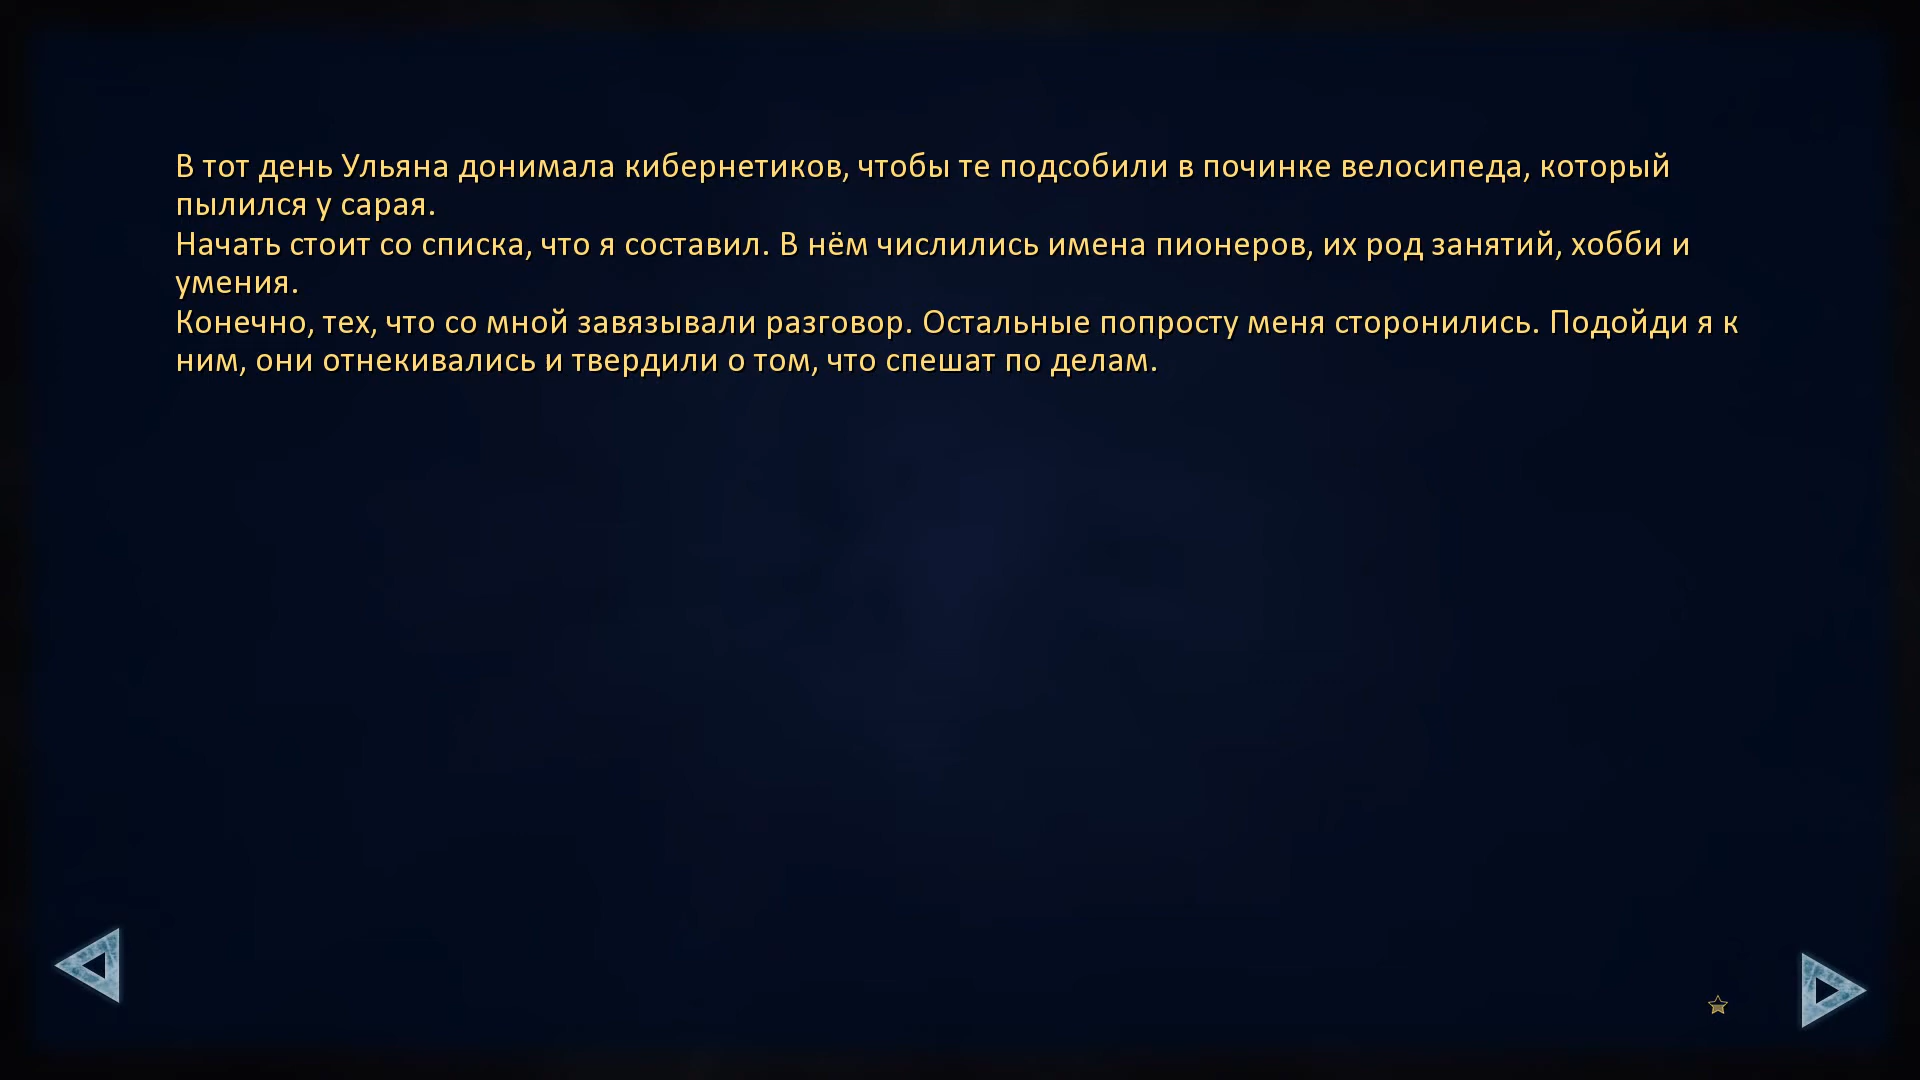 В тот день Ульяна донимала кибернетиков, чтобы те подсобили в починке велосипеда, который
пылился у сарая.
Начать стоит со списка, что я составил. В нём числились имена пионеров, их род занятий, хобби и
умения.
Конечно, тех, что со мной завязывали разговор. Остальные попросту меня сторонились. Подойди я к
ним, они отнекивались и твердили о том, что спешат по делам.